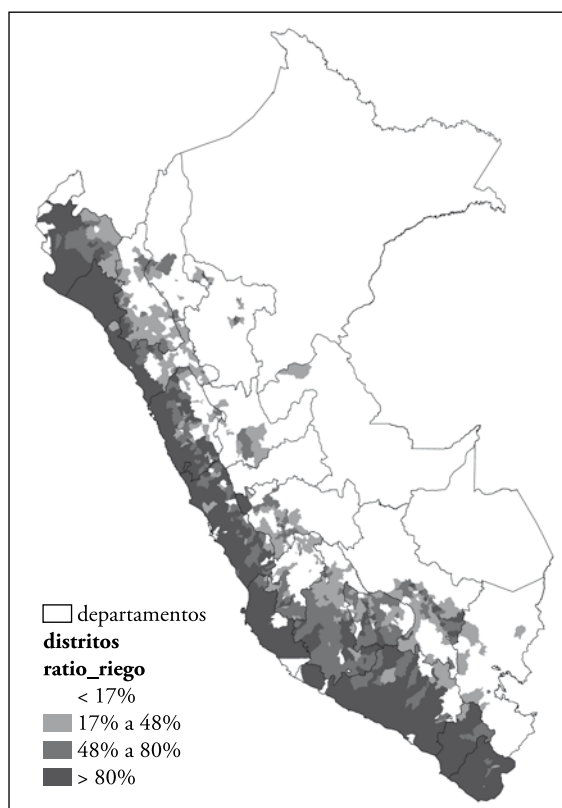 departamentos
distritos
ratio_riego
< 17%
17% a 48%
48% a 80%
> 80%